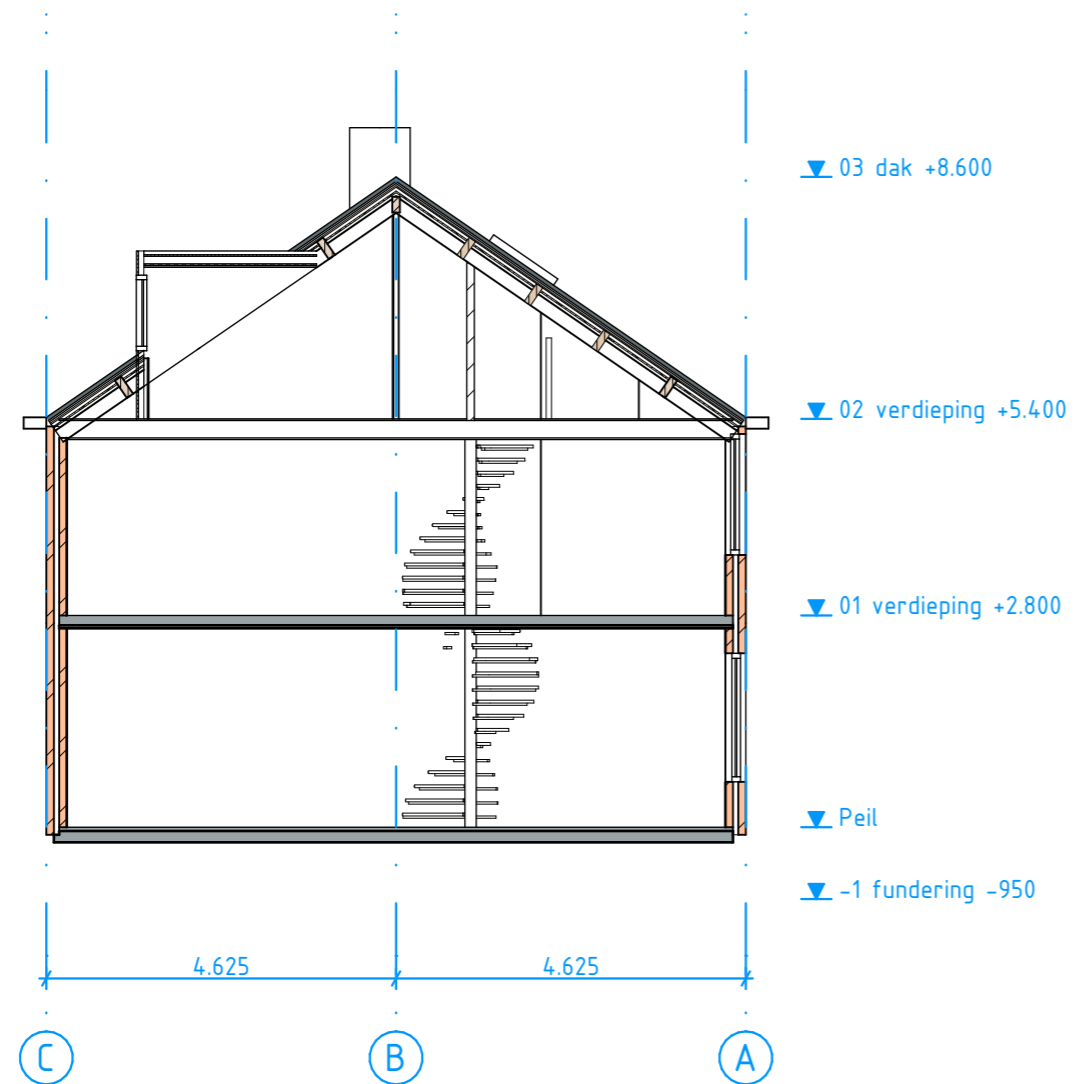 03 dak +8.600
02 verdieping +5.400
01 verdieping +2.800
Peil
-1 fundering -950
4.625 4.625
C B A